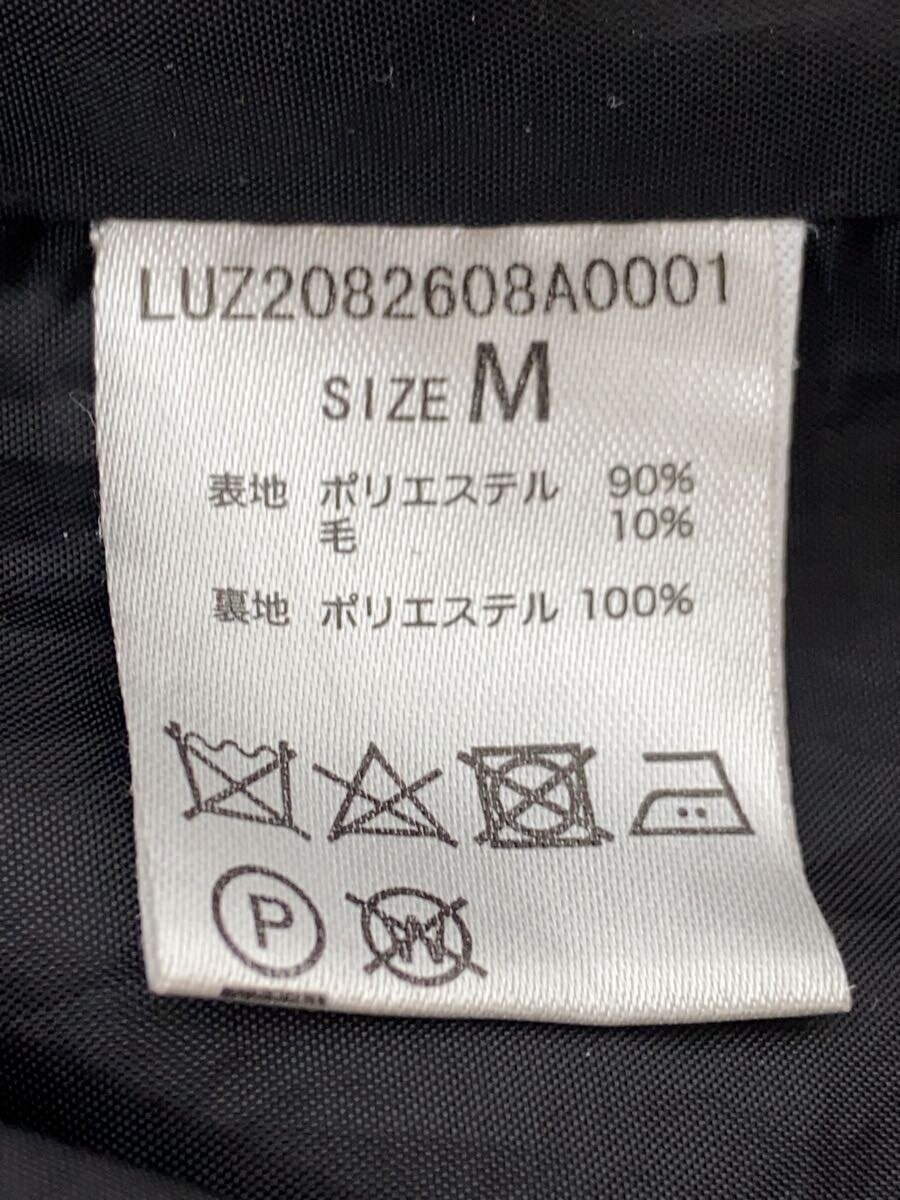 LUZ2082608A0001
SIZE M
表地 ポリエステル 90%
毛 10%
裏地 ポリエステル 100%
P
W